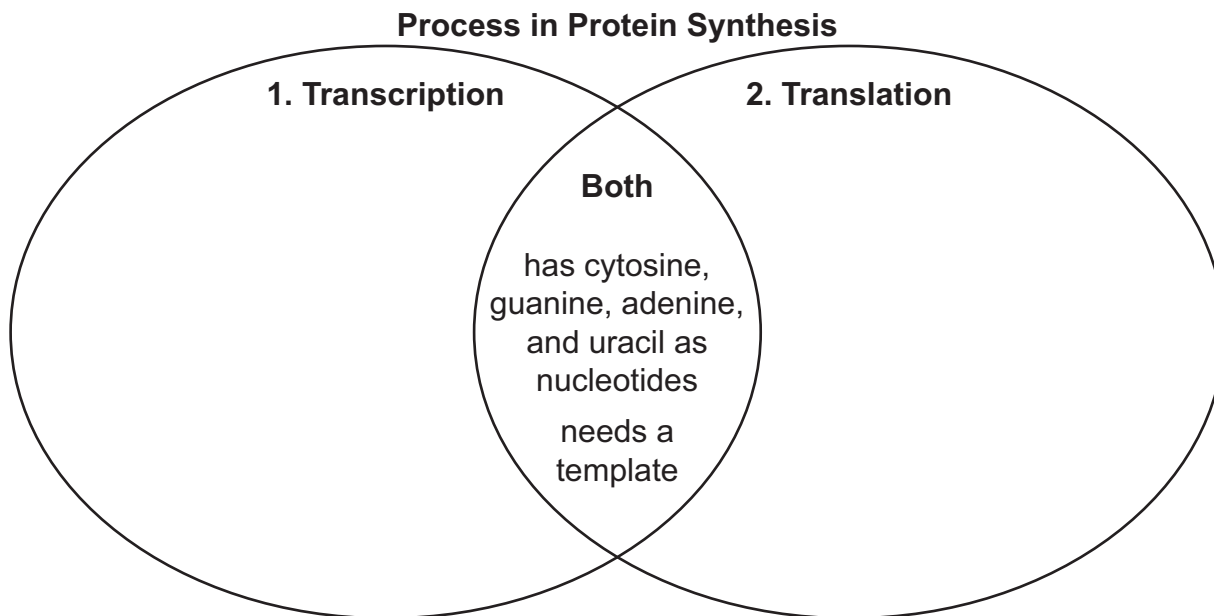 Process in Protein Synthesis
1. Transcription
2. Translation
Both
has cytosine,
guanine, adenine,
and uracil as
nucleotides
needs a
template